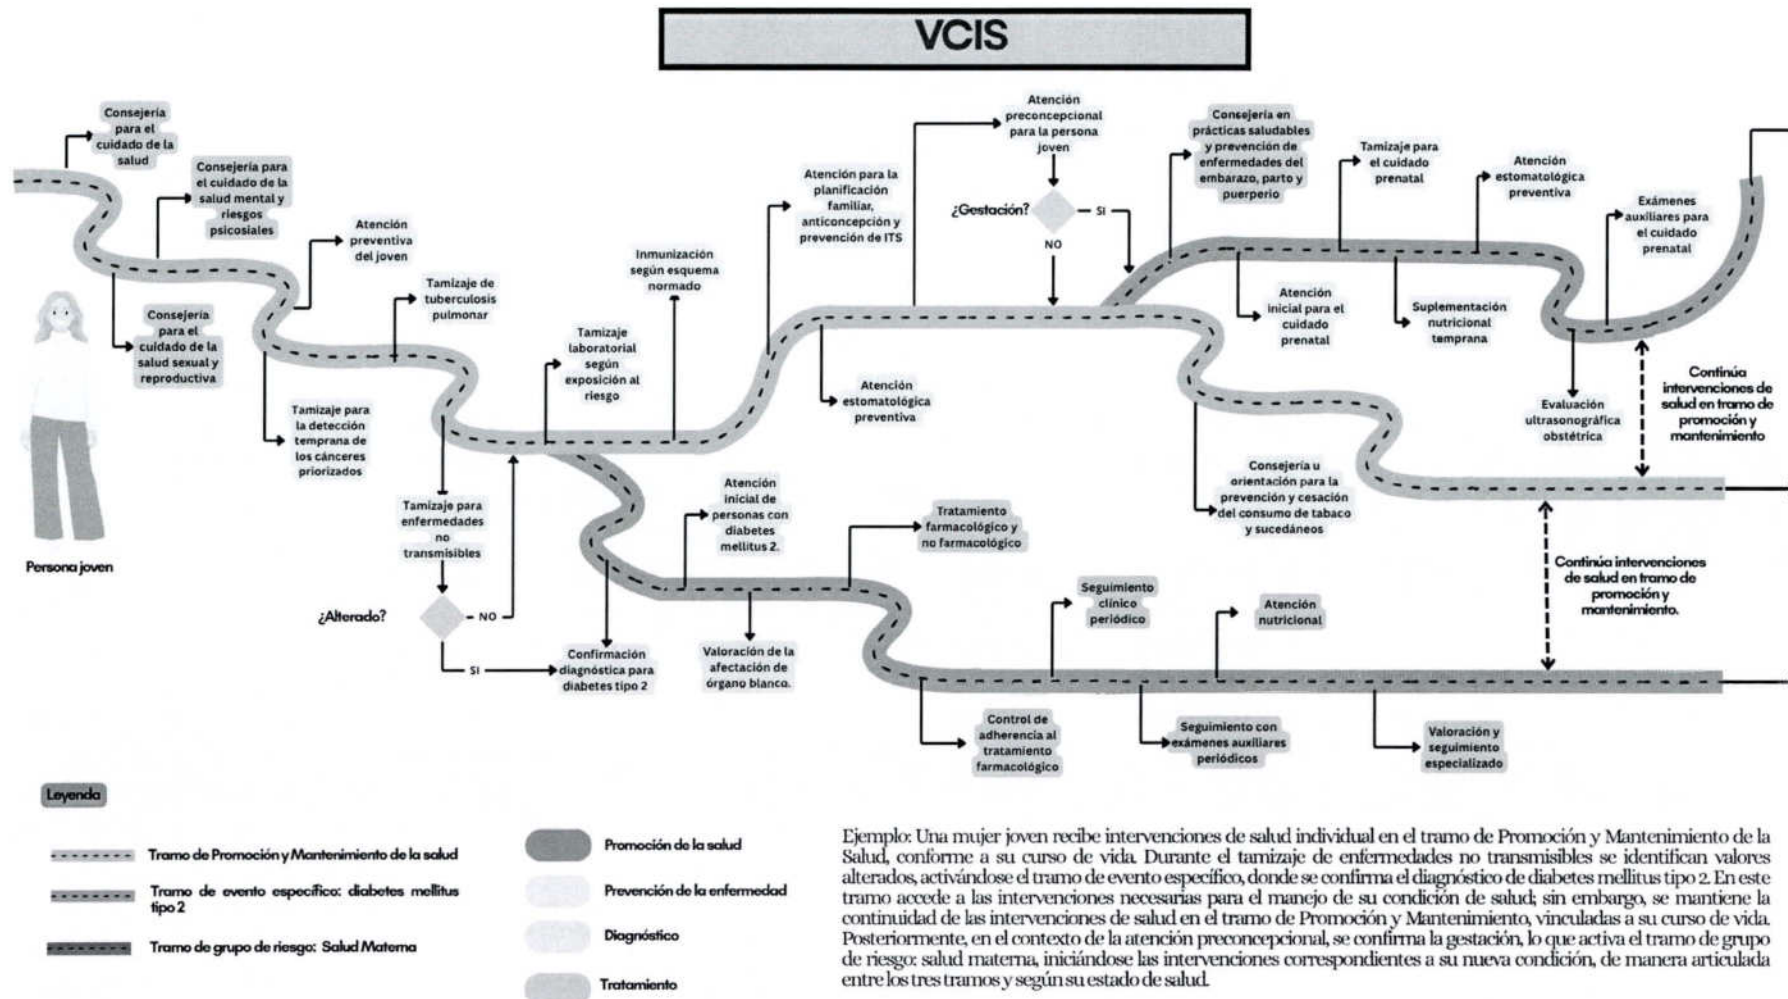 VCIS
Consejería
para el
cuidado de la
salud
Consejería para
el cuidado de la
salud mental y
riesgos
psicosiales
Consejería
para el
cuidado de la
salud sexual y
reproductiva
Atención
preventiva
del joven
Tamizaje para
la detección
temprana de
los cánceres
priorizados
Tamizaje de
tuberculosis
pulmonar
Tamizaje para
enfermedades
no
transmisibles
¿Alterado?
NO
SI
Tamizaje
laboratorial
según
exposición al
riesgo
Inmunización
según esquema
normado
Atención para la
planificación
familiar,
anticoncepción y
prevención de ITS
Atención
estomatológica
preventiva
Atención
preconcepcional
para la persona
joven
¿Gestación?
SI
NO
Consejería en
prácticas saludables
y prevención de
enfermedades del
embarazo, parto y
puerperio
Atención
inicial para el
cuidado
prenatal
Tamizaje para
el cuidado
prenatal
Suplementación
nutricional
temprana
Atención
estomatológica
preventiva
Exámenes
auxiliares para
el cuidado
prenatal
Evaluación
ultrasonográfica
obstétrica
Continúa
intervenciones de
salud en tramo de
promoción y
mantenimiento
Consejería u
orientación para la
prevención y cesación
del consumo de tabaco
y sucedáneos
Continúa intervenciones
de salud en tramo de
promoción y
mantenimiento.
Confirmación
diagnóstica para
diabetes tipo 2
Atención
inicial de
personas con
diabetes
mellitus 2.
Valoración de la
afectación de
órgano blanco.
Tratamiento
farmacológico y
no farmacológico
Control de
adherencia al
tratamiento
farmacológico
Seguimiento
clínico
periódico
Seguimiento con
exámenes auxiliares
periódicos
Atención
nutricional
Valoración y
seguimiento
especializado
Persona joven
Leyenda
Tramo de Promoción y Mantenimiento de la salud
Tramo de evento específico: diabetes mellitus
tipo 2
Tramo de grupo de riesgo: Salud Materna
Promoción de la salud
Prevención de la enfermedad
Diagnóstico
Tratamiento
Ejemplo: Una mujer joven recibe intervenciones de salud individual en el tramo de Promoción y Mantenimiento de la
Salud, conforme a su curso de vida. Durante el tamizaje de enfermedades no transmisibles se identifican valores
alterados, activándose el tramo de evento específico, donde se confirma el diagnóstico de diabetes mellitus tipo 2. En este
tramo accede a las intervenciones necesarias para el manejo de su condición de salud; sin embargo, se mantiene la
continuidad de las intervenciones de salud en el tramo de Promoción y Mantenimiento, vinculadas a su curso de vida.
Posteriormente, en el contexto de la atención preconcepcional, se confirma la gestación, lo que activa el tramo de grupo
de riesgo: salud materna, iniciándose las intervenciones correspondientes a su nueva condición, de manera articulada
entre los tres tramos y según su estado de salud.